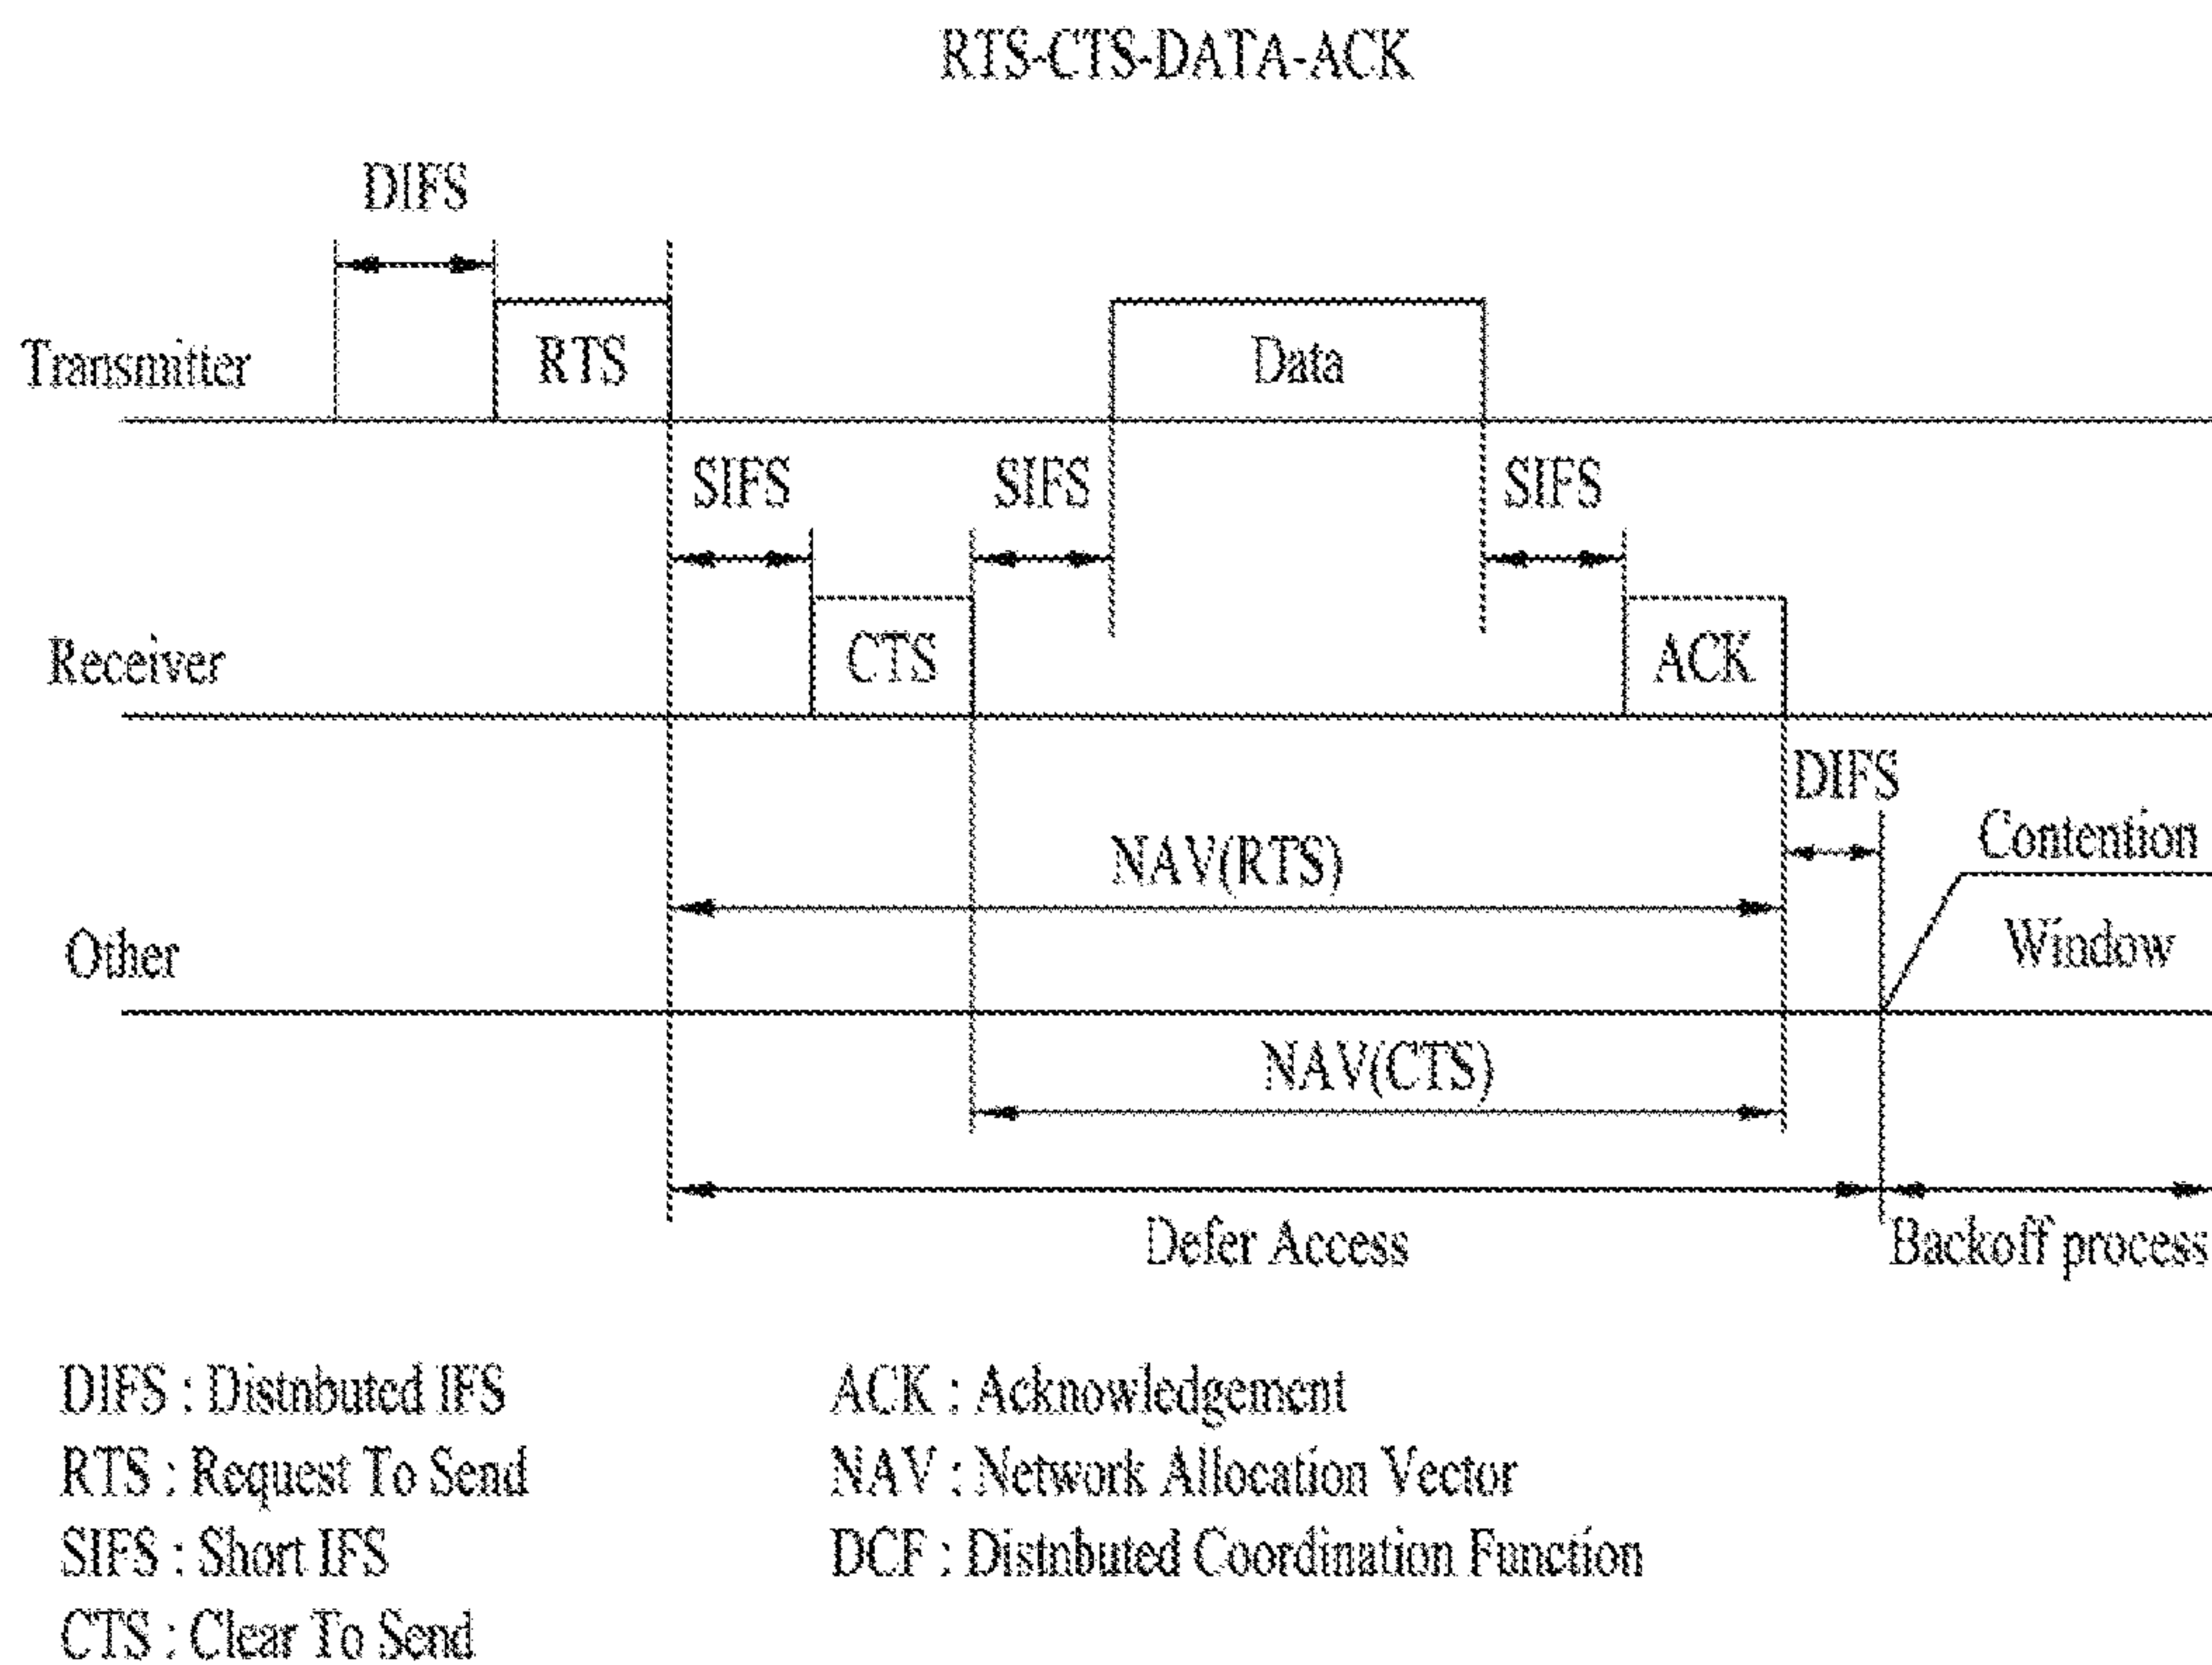 RTS-CTS-DATA-ACK
DIFS
Transmitter
RTS
Data
SIFS
SIFS
SIFS
Receiver
CTS
ACK
DIFS
NAV(RTS)
Contention
Window
Other
NAV(CTS)
Defer Access
Backoff process
DIFS : Distributed IFS
RTS : Request To Send
SIFS : Short IFS
CTS : Clear To Send
ACK : Acknowledgement
NAV : Network Allocation Vector
DCF : Distributed Coordination Function